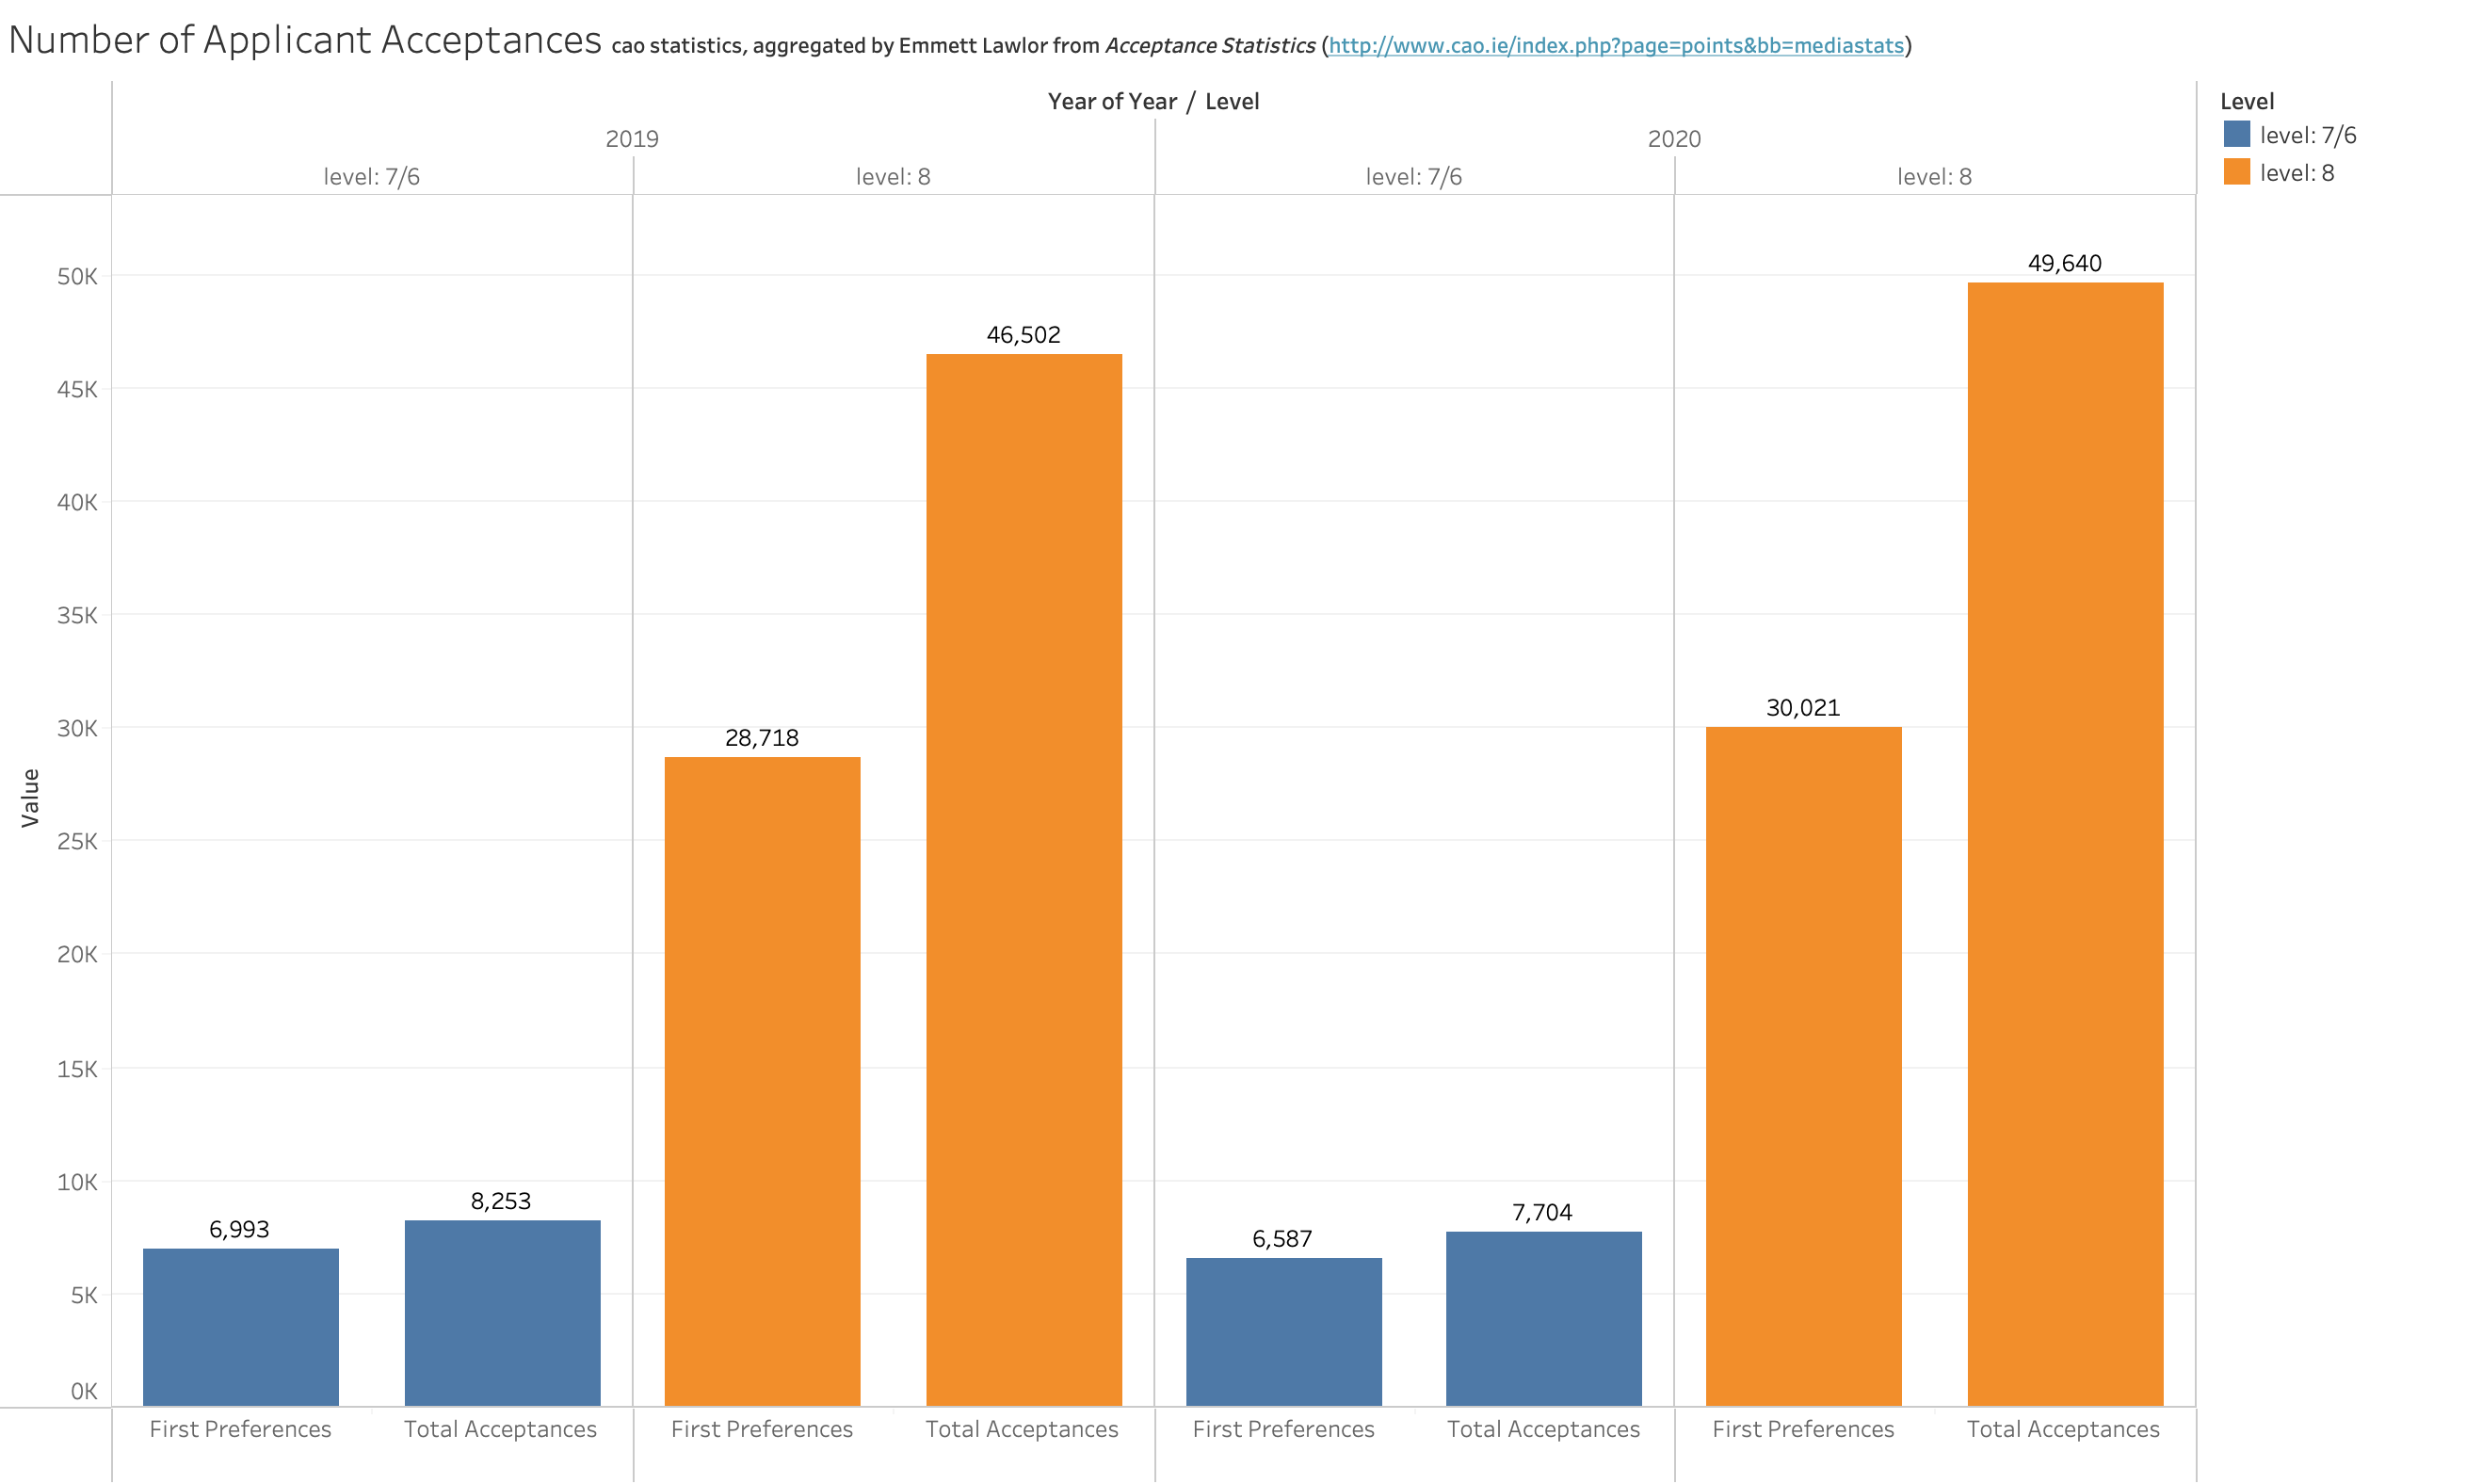 Number of Applicant Acceptances cao statistics, aggregated by Emmett Lawlor from Acceptance Statistics (http://www.cao.ie/index.php?page=points&bb=mediastats)
Year of Year / Level
Level
2019
2020
level: 7/6
level: 8
level: 7/6
level: 8
level: 7/6
level: 8
50K
45K
40K
35K
30K
25K
20K
15K
10K
5K
0K
Value
6,993
8,253
28,718
46,502
6,587
7,704
30,021
49,640
First Preferences
Total Acceptances
First Preferences
Total Acceptances
First Preferences
Total Acceptances
First Preferences
Total Acceptances